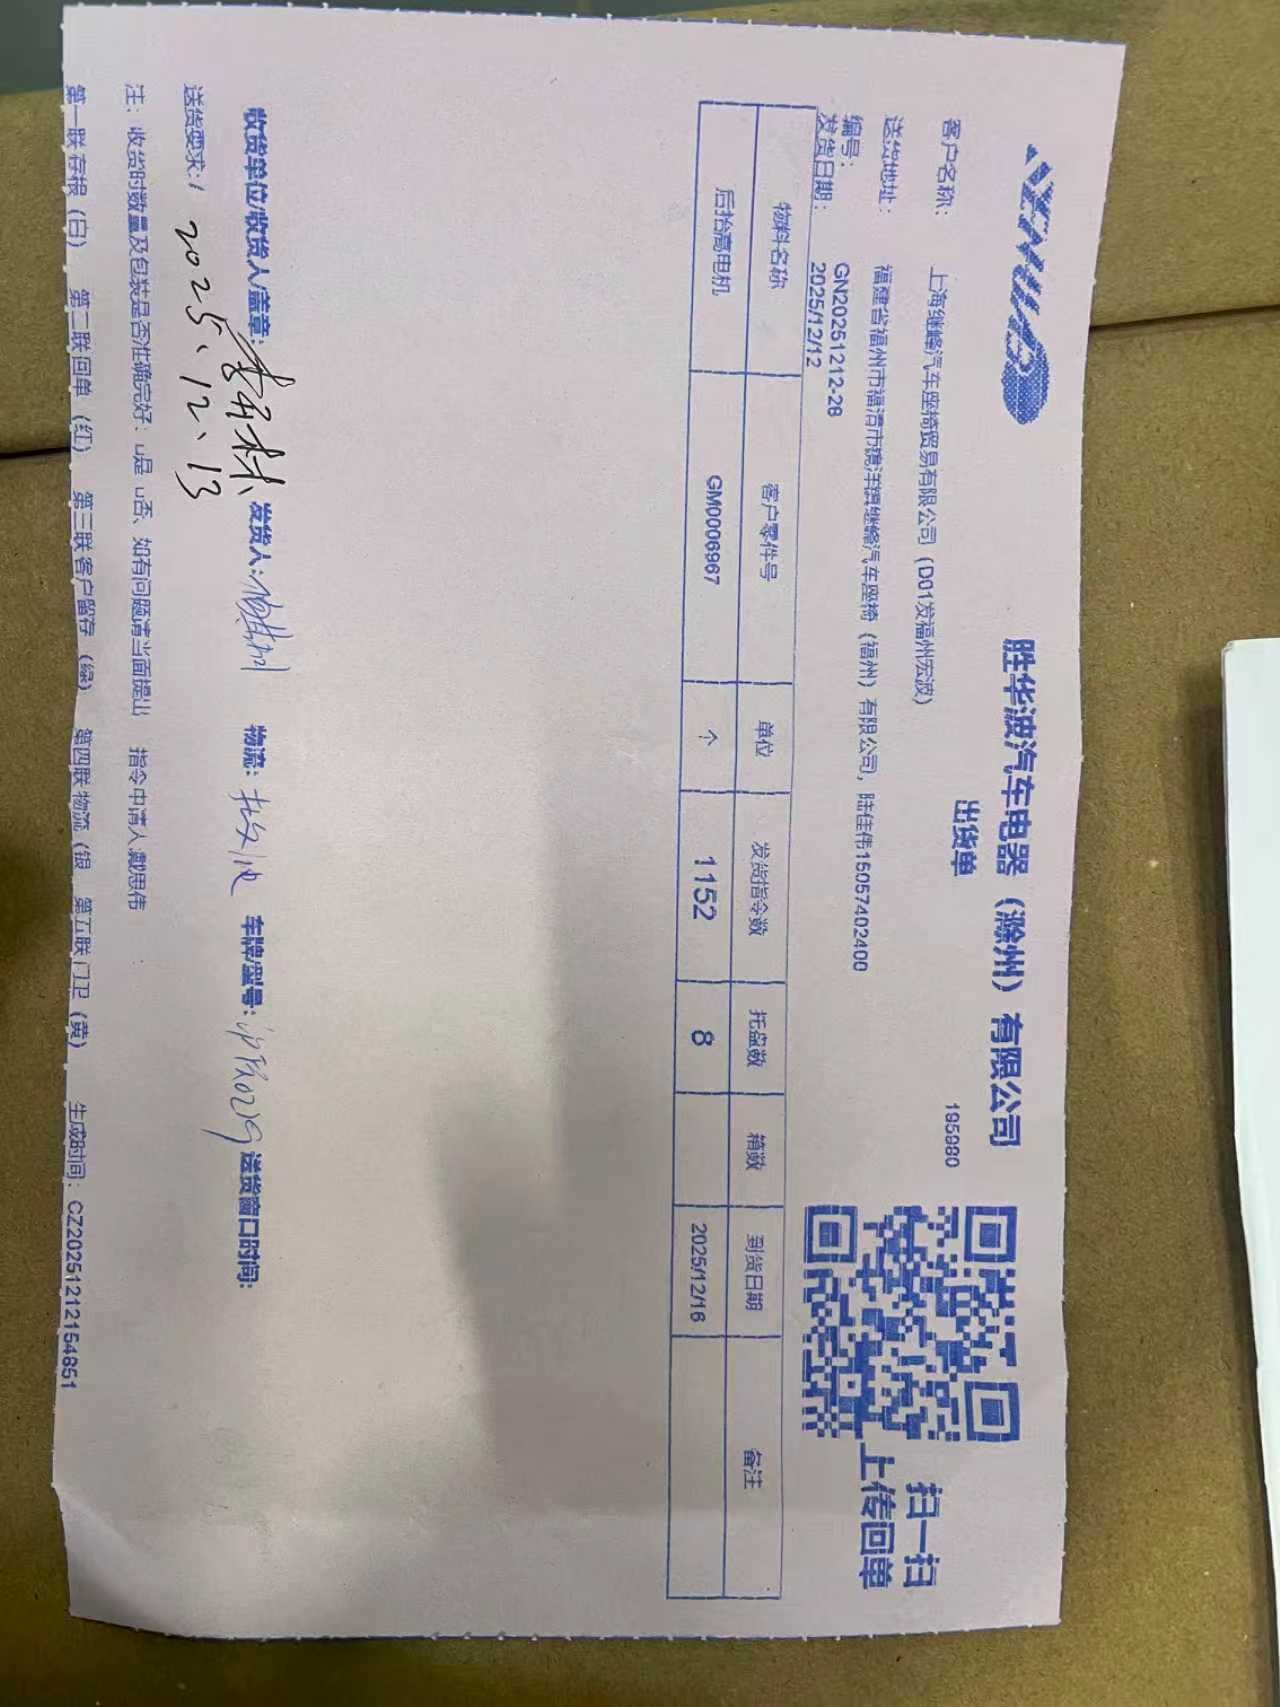 SHENGHUABO
胜华波汽车电器（滁州）有限公司
出货单
195980
扫一扫
上传回单
客户名称： 上海继峰汽车座椅贸易有限公司（D01发福州宏波）
送货地址： 福建省福州市福清市镜洋镇继峰汽车座椅（福州）有限公司，陆佳伟15057402400
编号： GN20251212-28
发货日期： 2025/12/12
物料名称 客户零件号 单位 发货指令数 托盘数 箱数 到货日期 备注
后抬高电机 GM0006967 个 1152 8 2025/12/16
收货单位/收货人/盖章： 发货人： 物流： 车牌型号： 送货窗口时间：
送货要求：/ 2025、12、13
注： 收货时数量及包装是否准确完好：u是 u否、如有问题请当面提出 指令申请人:戴思伟
第一联存根（白） 第二联回单（红） 第三联客户留存（绿） 第四联物流（银 第五联门卫（黄） 生成时间：CZ20251212154651